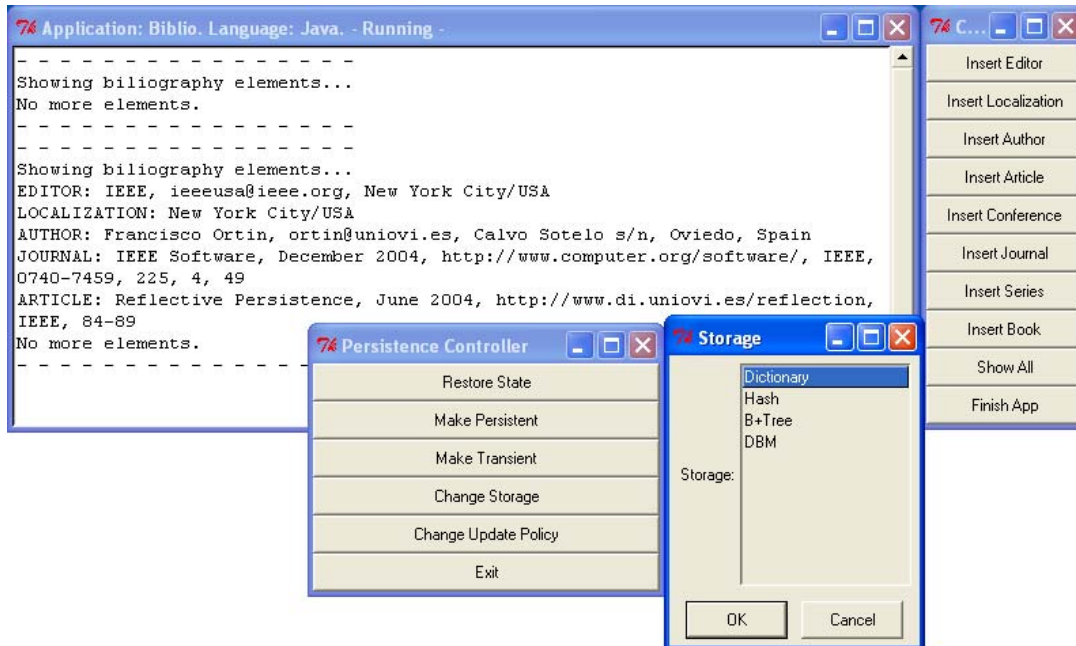 Application: Biblio. Language: Java. - Running -
- - - - - - - - - - - - - - - - -
Showing biliography elements...
No more elements.
- - - - - - - - - - - - - - - - -
- - - - - - - - - - - - - - - - -
Showing biliography elements...
EDITOR: IEEE, ieeeusa@ieee.org, New York City/USA
LOCALIZATION: New York City/USA
AUTHOR: Francisco Ortin, ortin@uniovi.es, Calvo Sotelo s/n, Oviedo, Spain
JOURNAL: IEEE Software, December 2004, http://www.computer.org/software/, IEEE,
0740-7459, 225, 4, 49
ARTICLE: Reflective Persistence, June 2004, http://www.di.uniovi.es/reflection,
IEEE, 84-89
No more elements.
- - - - - - - - - - - - - - - - -
C...
Insert Editor
Insert Localization
Insert Author
Insert Article
Insert Conference
Insert Journal
Insert Series
Insert Book
Show All
Finish App
Persistence Controller
Restore State
Make Persistent
Make Transient
Change Storage
Change Update Policy
Exit
Storage
Storage:
Dictionary
Hash
B+Tree
DBM
OK
Cancel